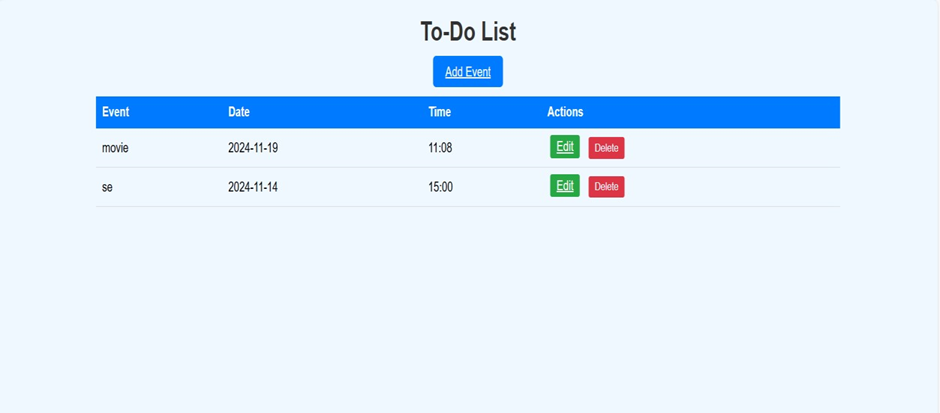 To-Do List
Add Event
Event Date Time Actions
movie 2024-11-19 11:08 Edit Delete
se 2024-11-14 15:00 Edit Delete